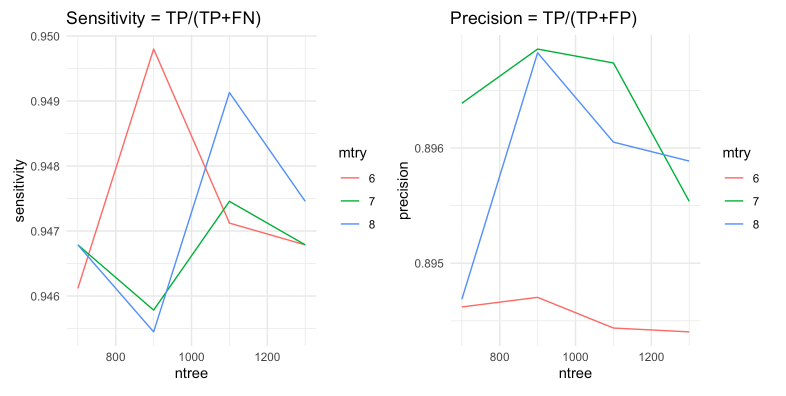 Sensitivity = TP/(TP+FN)
0.950
0.949
0.948
0.947
0.946
sensitivity
800
1000
1200
ntree
mtry
6
7
8
Precision = TP/(TP+FP)
0.896
0.895
precision
800
1000
1200
ntree
mtry
6
7
8